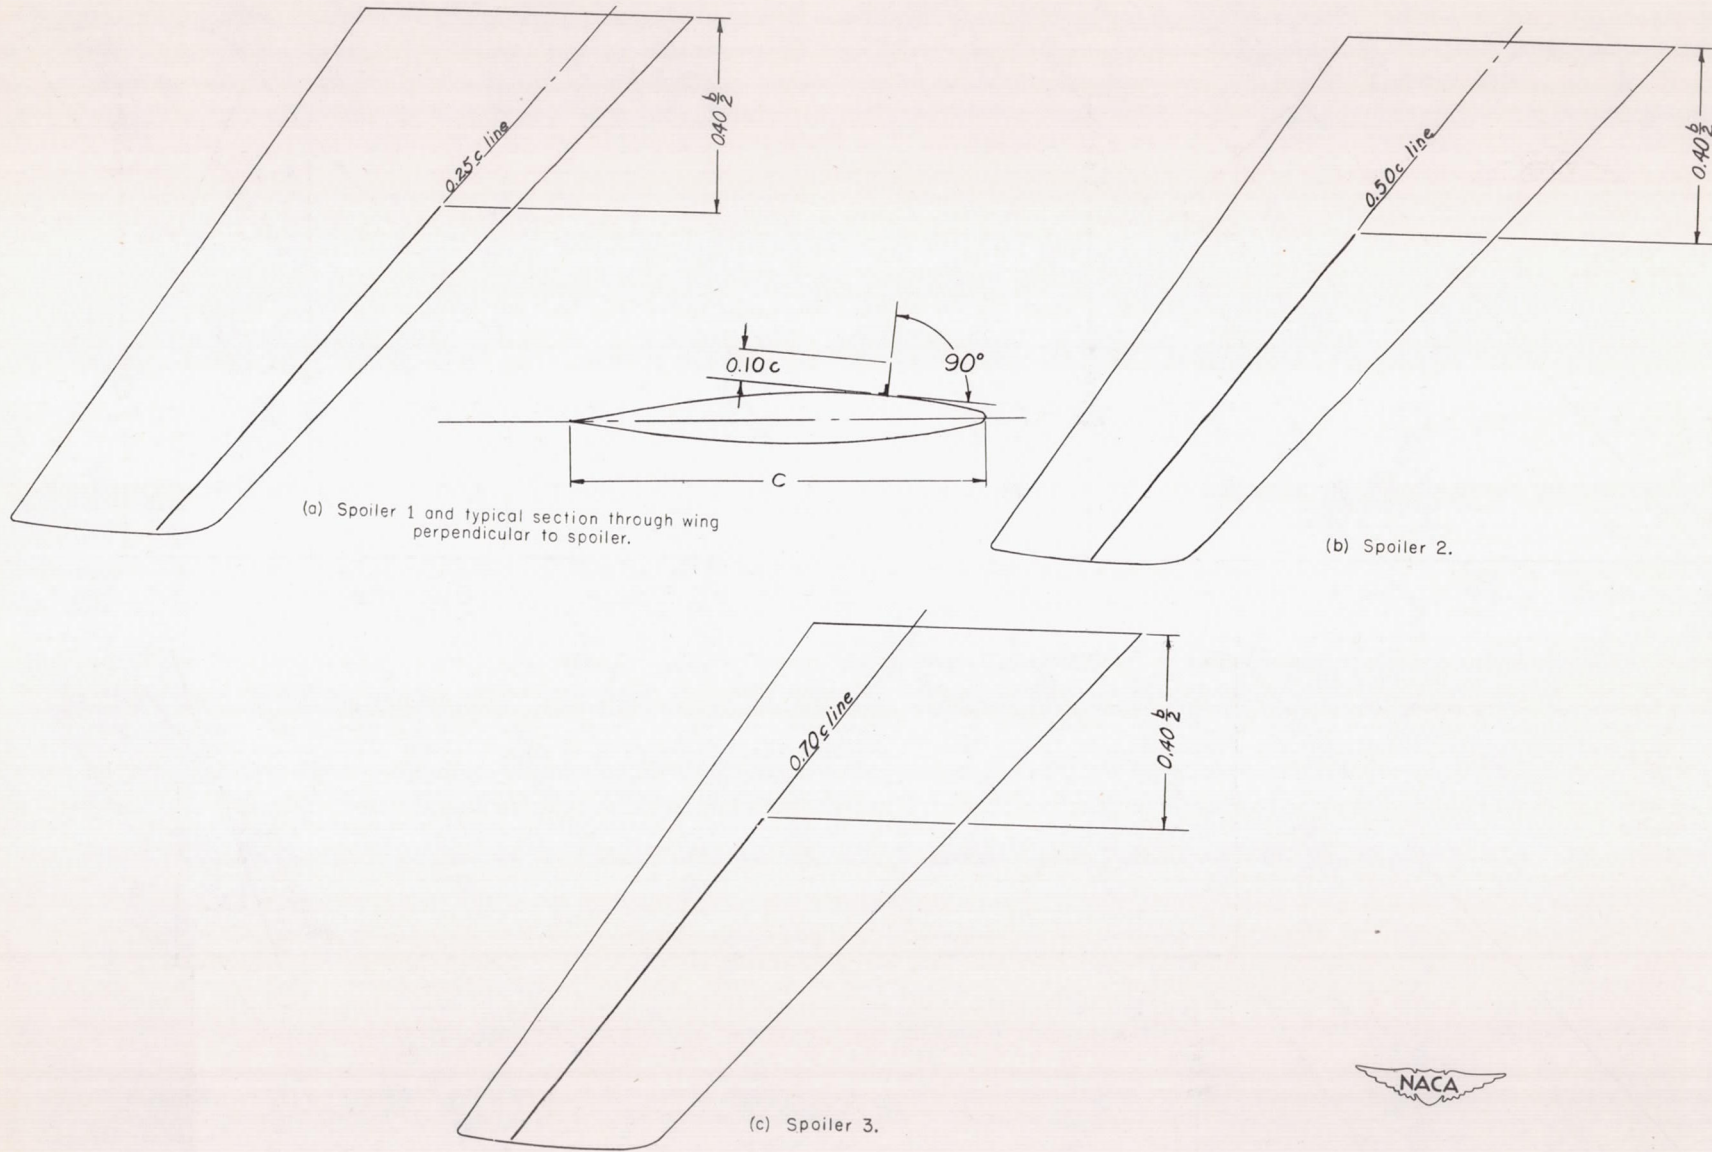 0.25c line
0.40 b/2
0.10 c
90°
C
(a) Spoiler 1 and typical section through wing
perpendicular to spoiler.
0.50c line
0.40 b/2
(b) Spoiler 2.
0.70c line
0.40 b/2
(c) Spoiler 3.
NACA